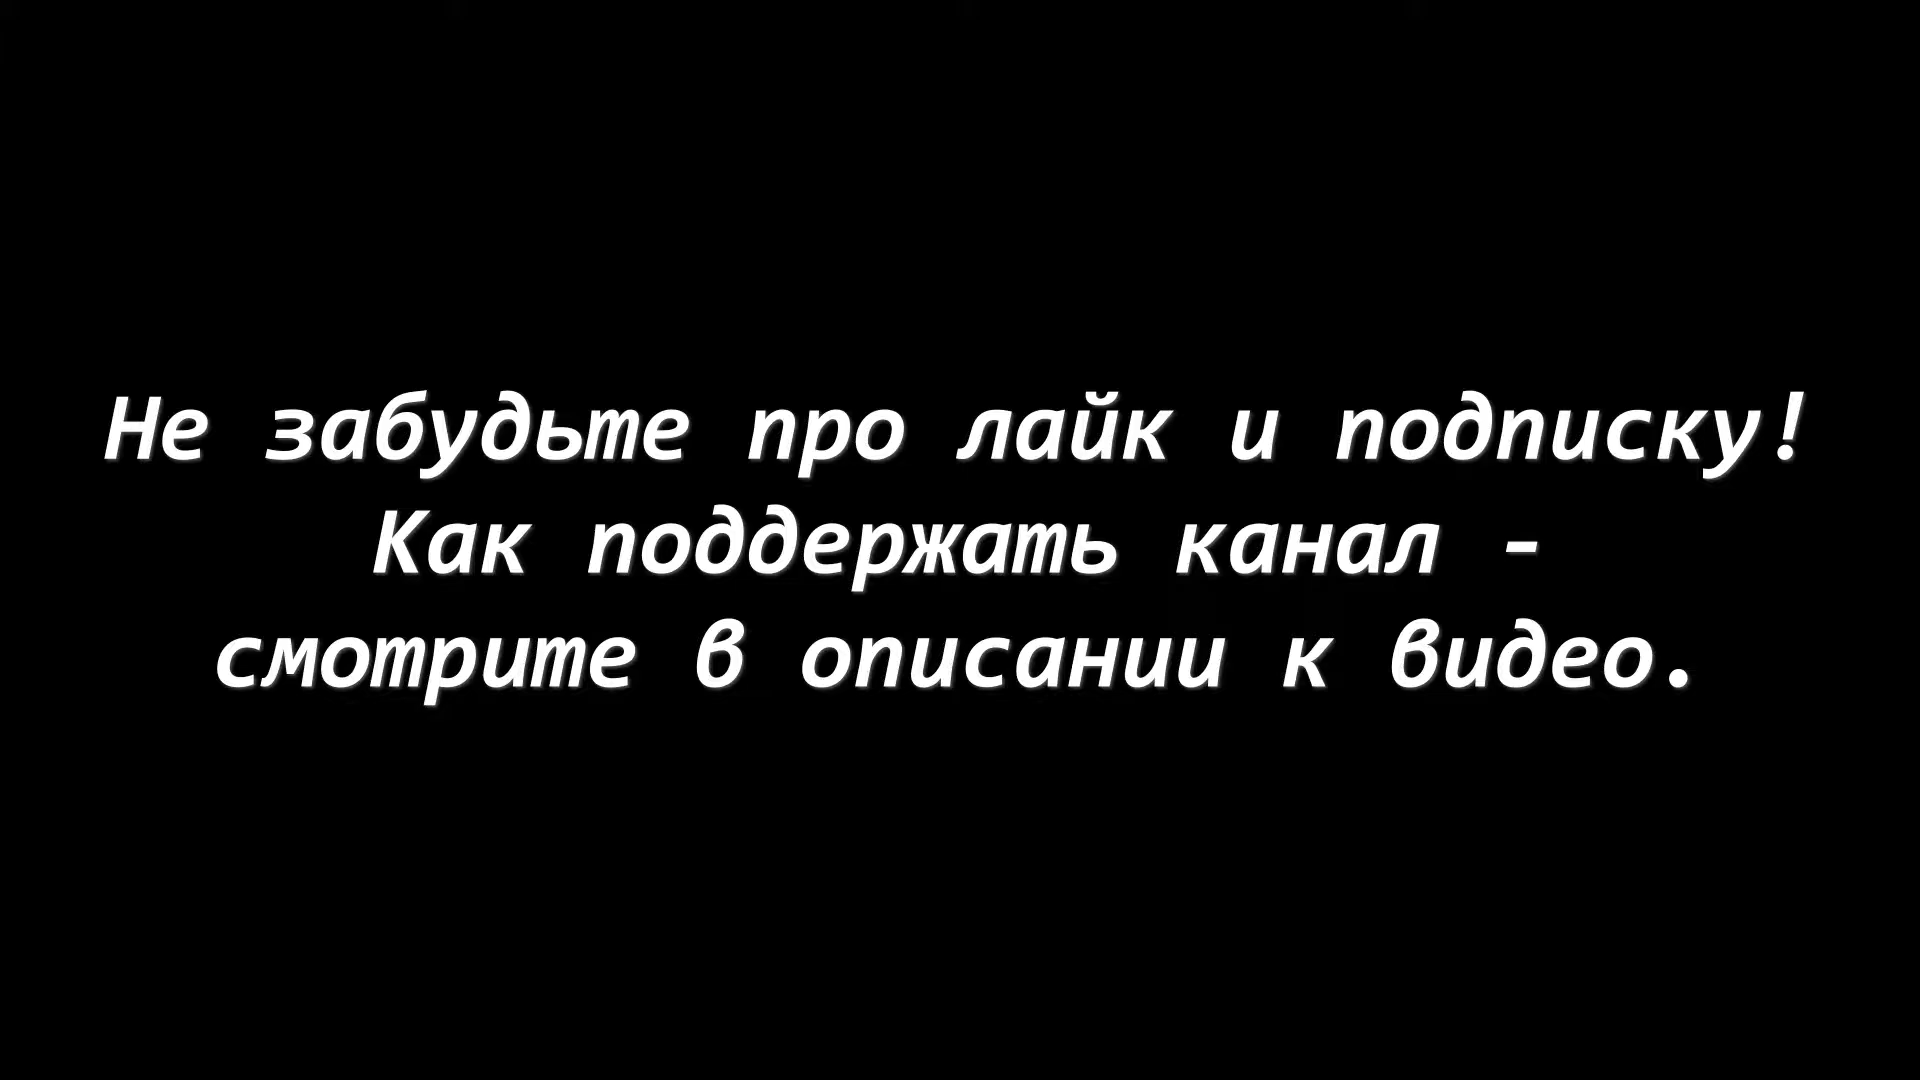 Не забудьте про лайк и подписку!
Как поддержать канал -
смотрите в описании к видео.